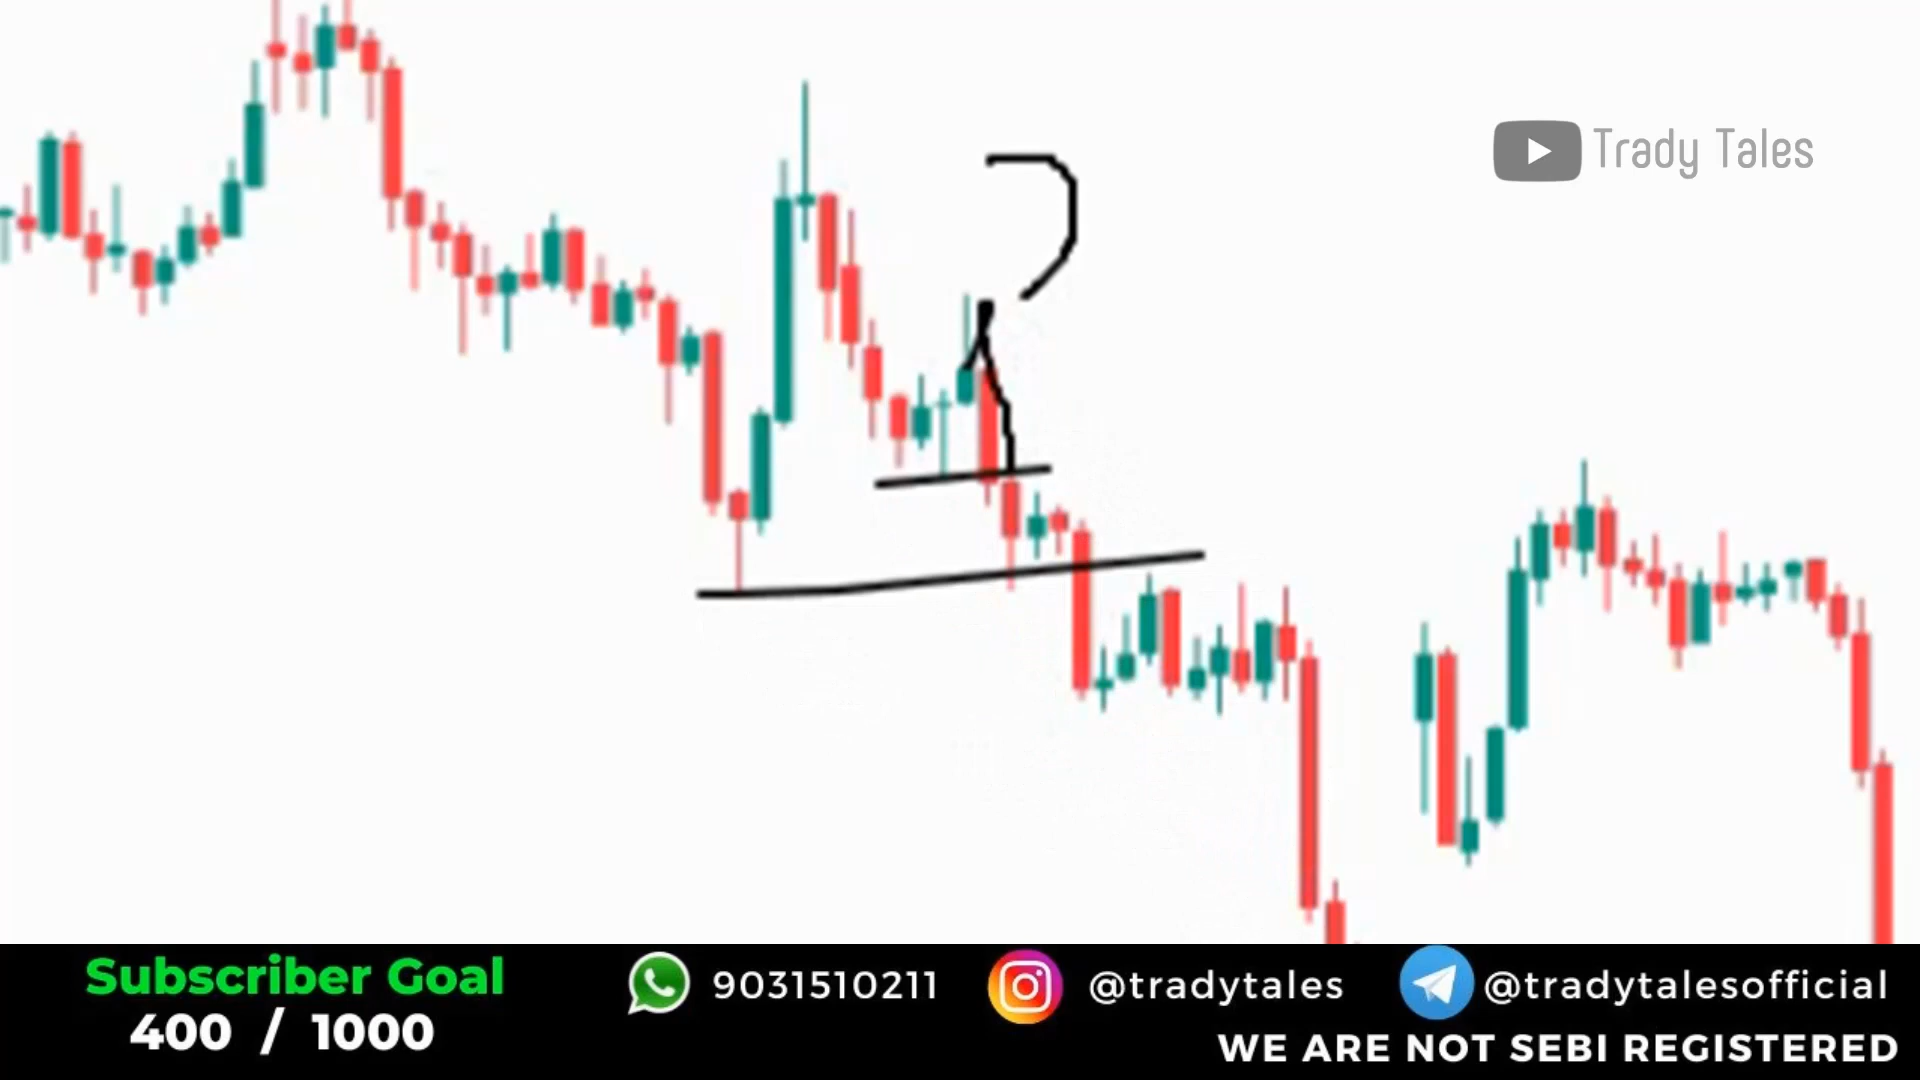 Trady Tales
Subscriber Goal
400 / 1000
9031510211
@tradytales
@tradytalesofficial
WE ARE NOT SEBI REGISTERED